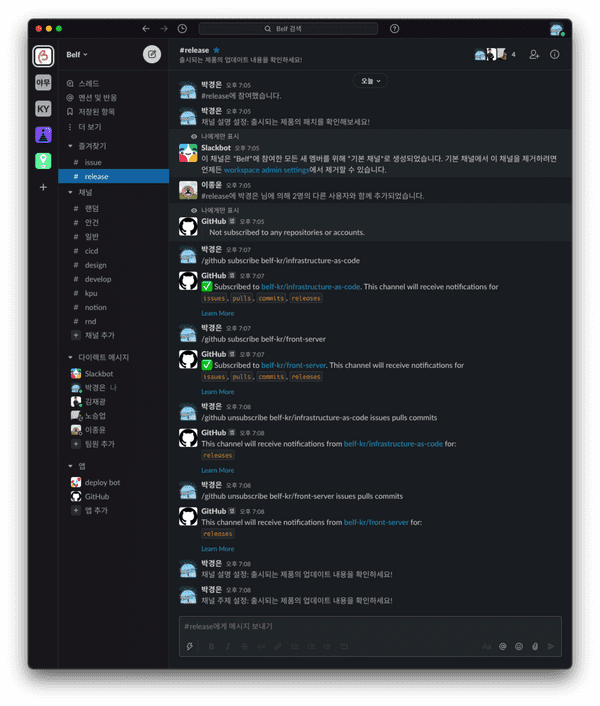 Belf 검색
야무
KY
Belf
스레드
멘션 및 반응
저장된 항목
더 보기
즐겨찾기
# issue
# release
채널
# 랜덤
# 안건
# 일반
# cicd
# design
# develop
# kpu
# notion
# rnd
채널 추가
다이렉트 메시지
Slackbot
박경은 나
김재광
노승업
이종윤
팀원 추가
앱
deploy bot
GitHub
앱 추가
#release
출시되는 제품의 업데이트 내용을 확인하세요!
4
오늘
박경은 오후 7:05
#release에 참여했습니다.
박경은 오후 7:05
채널 설명 설정: 출시되는 제품의 패치를 확인해보세요!
나에게만 표시
Slackbot 오후 7:05
이 채널은 "Belf"에 참여한 모든 새 멤버를 위해 "기본 채널"로 생성되었습니다. 기본 채널에서 이 채널을 제거하려면
언제든 workspace admin settings에서 제거할 수 있습니다.
이종윤 오후 7:05
#release에 박경은 님에 의해 2명의 다른 사용자와 함께 추가되었습니다.
나에게만 표시
GitHub 앱 오후 7:05
Not subscribed to any repositories or accounts.
박경은 오후 7:07
/github subscribe belf-kr/infrastructure-as-code
GitHub 앱 오후 7:07
✅ Subscribed to belf-kr/infrastructure-as-code. This channel will receive notifications for
issues, pulls, commits, releases
Learn More
박경은 오후 7:07
/github subscribe belf-kr/front-server
GitHub 앱 오후 7:07
✅ Subscribed to belf-kr/front-server. This channel will receive notifications for
issues, pulls, commits, releases
Learn More
박경은 오후 7:08
/github unsubscribe belf-kr/infrastructure-as-code issues pulls commits
GitHub 앱 오후 7:08
This channel will receive notifications from belf-kr/infrastructure-as-code for:
releases
Learn More
박경은 오후 7:08
/github unsubscribe belf-kr/front-server issues pulls commits
GitHub 앱 오후 7:08
This channel will receive notifications from belf-kr/front-server for:
releases
Learn More
박경은 오후 7:08
채널 설명 설정: 출시되는 제품의 업데이트 내용을 확인하세요!
박경은 오후 7:08
채널 주제 설정: 출시되는 제품의 업데이트 내용을 확인하세요!
#release에게 메시지 보내기
B I S
Aa @